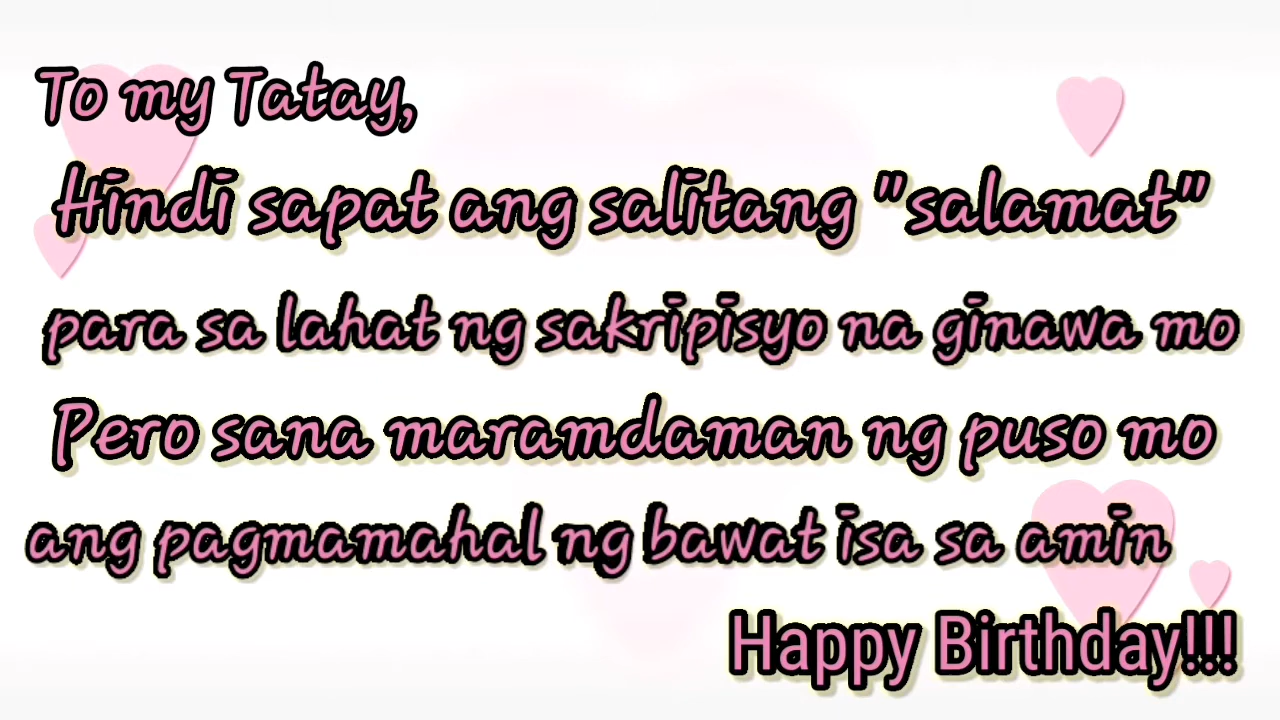 To my Tatay,
Hindi sapat ang salitang "salamat"
para sa lahat ng sakripisyo na ginawa mo
Pero sana maramdaman ng puso mo
ang pagmamahal ng bawat isa sa amin
Happy Birthday!!!